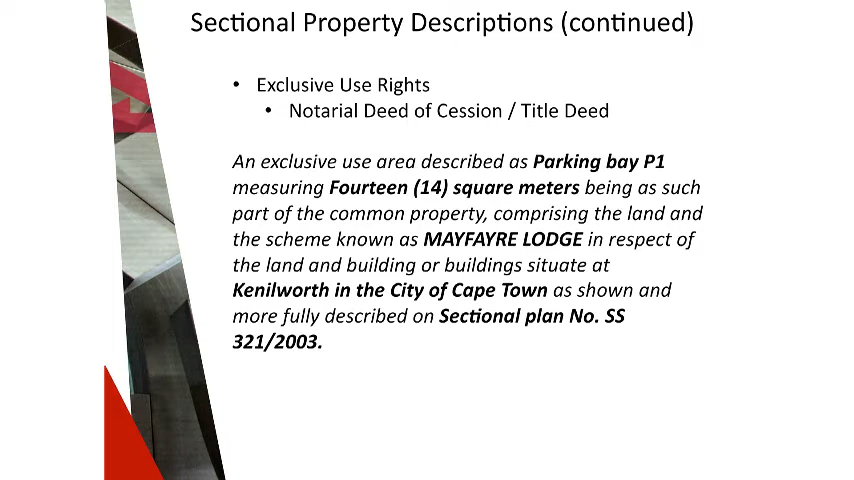 Sectional Property Descriptions (continued)
• Exclusive Use Rights
• Notarial Deed of Cession / Title Deed
An exclusive use area described as Parking bay P1
measuring Fourteen (14) square meters being as such
part of the common property, comprising the land and
the scheme known as MAYFAYRE LODGE in respect of
the land and building or buildings situate at
Kenilworth in the City of Cape Town as shown and
more fully described on Sectional plan No. SS
321/2003.